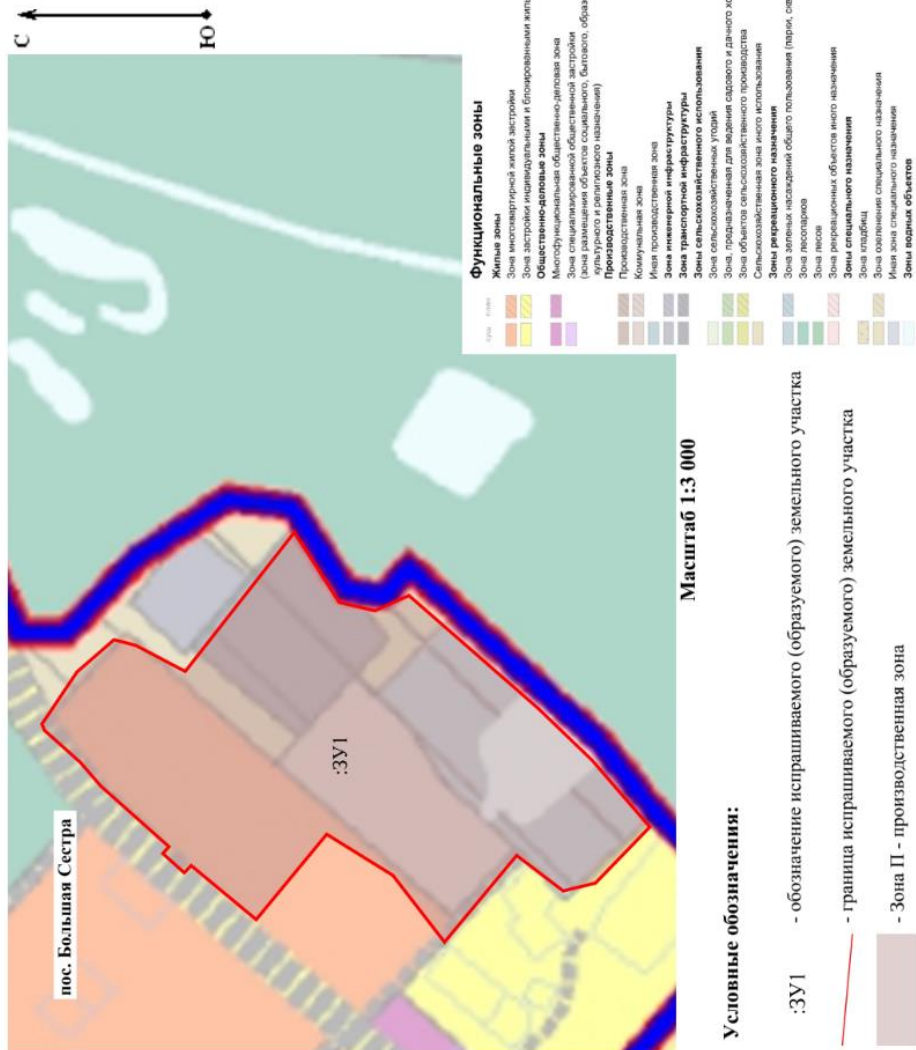 С
Ю
пос. Большая Сестра
:ЗУ1
Масштаб 1:3 000
Условные обозначения:
:ЗУ1 - обозначение испрашиваемого (образуемого) земельного участка
- граница испрашиваемого (образуемого) земельного участка
- Зона П - производственная зона
Функциональные зоны
Жилые зоны
Зона многоквартирной жилой застройки
Зона застройки индивидуальными и блокированными
Общественно-деловые зоны
Многофункциональная общественно-деловая зона
Зона специализированной общественной застройки
(зона размещения объектов социального, бытового,
культурного и религиозного назначения)
Производственные зоны
Производственная зона
Коммунальная зона
Иная производственная зона
Зона инженерной инфраструктуры
Зона транспортной инфраструктуры
Зоны сельскохозяйственного использования
Зона сельскохозяйственных угодий
Зона, предназначенная для ведения садового и дачного
Зона объектов сельскохозяйственного производства
Сельскохозяйственная зона иного использования
Зоны рекреационного назначения
Зона зеленых насаждений общего пользования (парки,
Зона лесопарков
Зона лесов
Зона рекреационных объектов иного назначения
Зоны специального назначения
Зона кладбищ
Зона озеленения специального назначения
Иная зона специального назначения
Зоны водных объектов